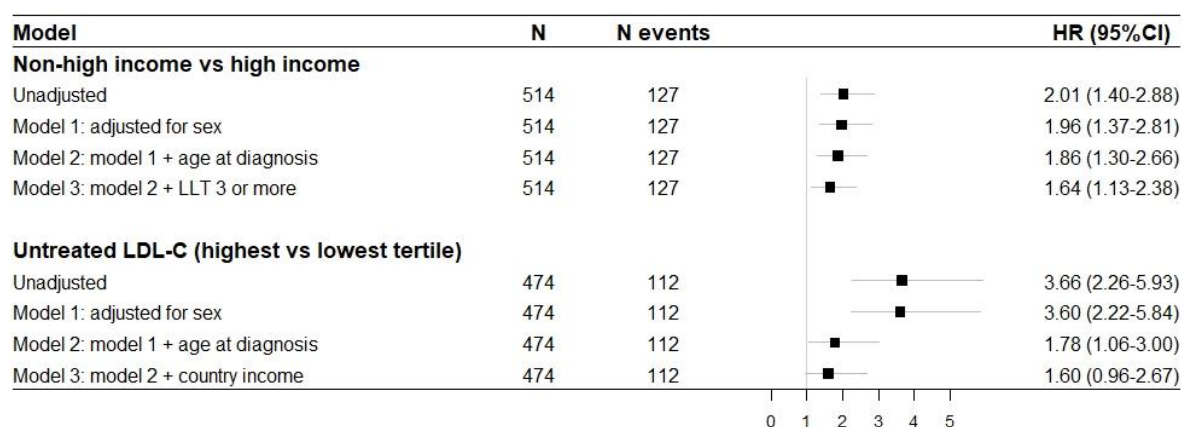 Model N N events HR (95%CI)
Non-high income vs high income
Unadjusted 514 127 2.01 (1.40-2.88)
Model 1: adjusted for sex 514 127 1.96 (1.37-2.81)
Model 2: model 1 + age at diagnosis 514 127 1.86 (1.30-2.66)
Model 3: model 2 + LLT 3 or more 514 127 1.64 (1.13-2.38)
Untreated LDL-C (highest vs lowest tertile)
Unadjusted 474 112 3.66 (2.26-5.93)
Model 1: adjusted for sex 474 112 3.60 (2.22-5.84)
Model 2: model 1 + age at diagnosis 474 112 1.78 (1.06-3.00)
Model 3: model 2 + country income 474 112 1.60 (0.96-2.67)
0 1 2 3 4 5